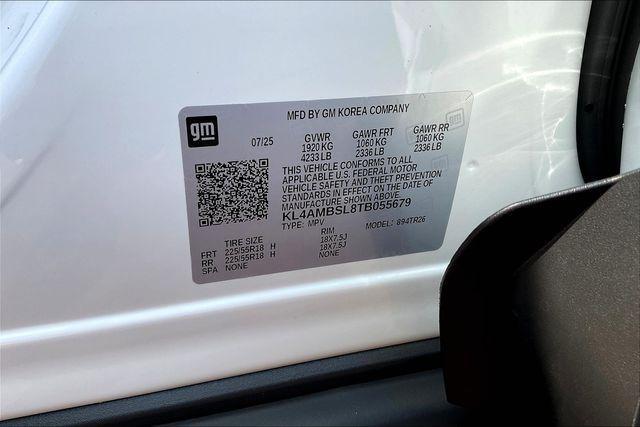 gm
MFD BY GM KOREA COMPANY
07/25 GVWR GAWR FRT GAWR RR
1920 KG 1060 KG 1060 KG
4233 LB 2336 LB 2336 LB
THIS VEHICLE CONFORMS TO ALL
APPLICABLE U.S. FEDERAL MOTOR
VEHICLE SAFETY AND THEFT PREVENTION
STANDARDS IN EFFECT ON THE DATE OF
MANUFACTURE SHOWN ABOVE.
KL4AMBSL8TB055679
TYPE: MPV MODEL: 894TR26
TIRE SIZE RIM
FRT 225/55R18 H 18X7.5J
RR 225/55R18 H 18X7.5J
SPA NONE NONE